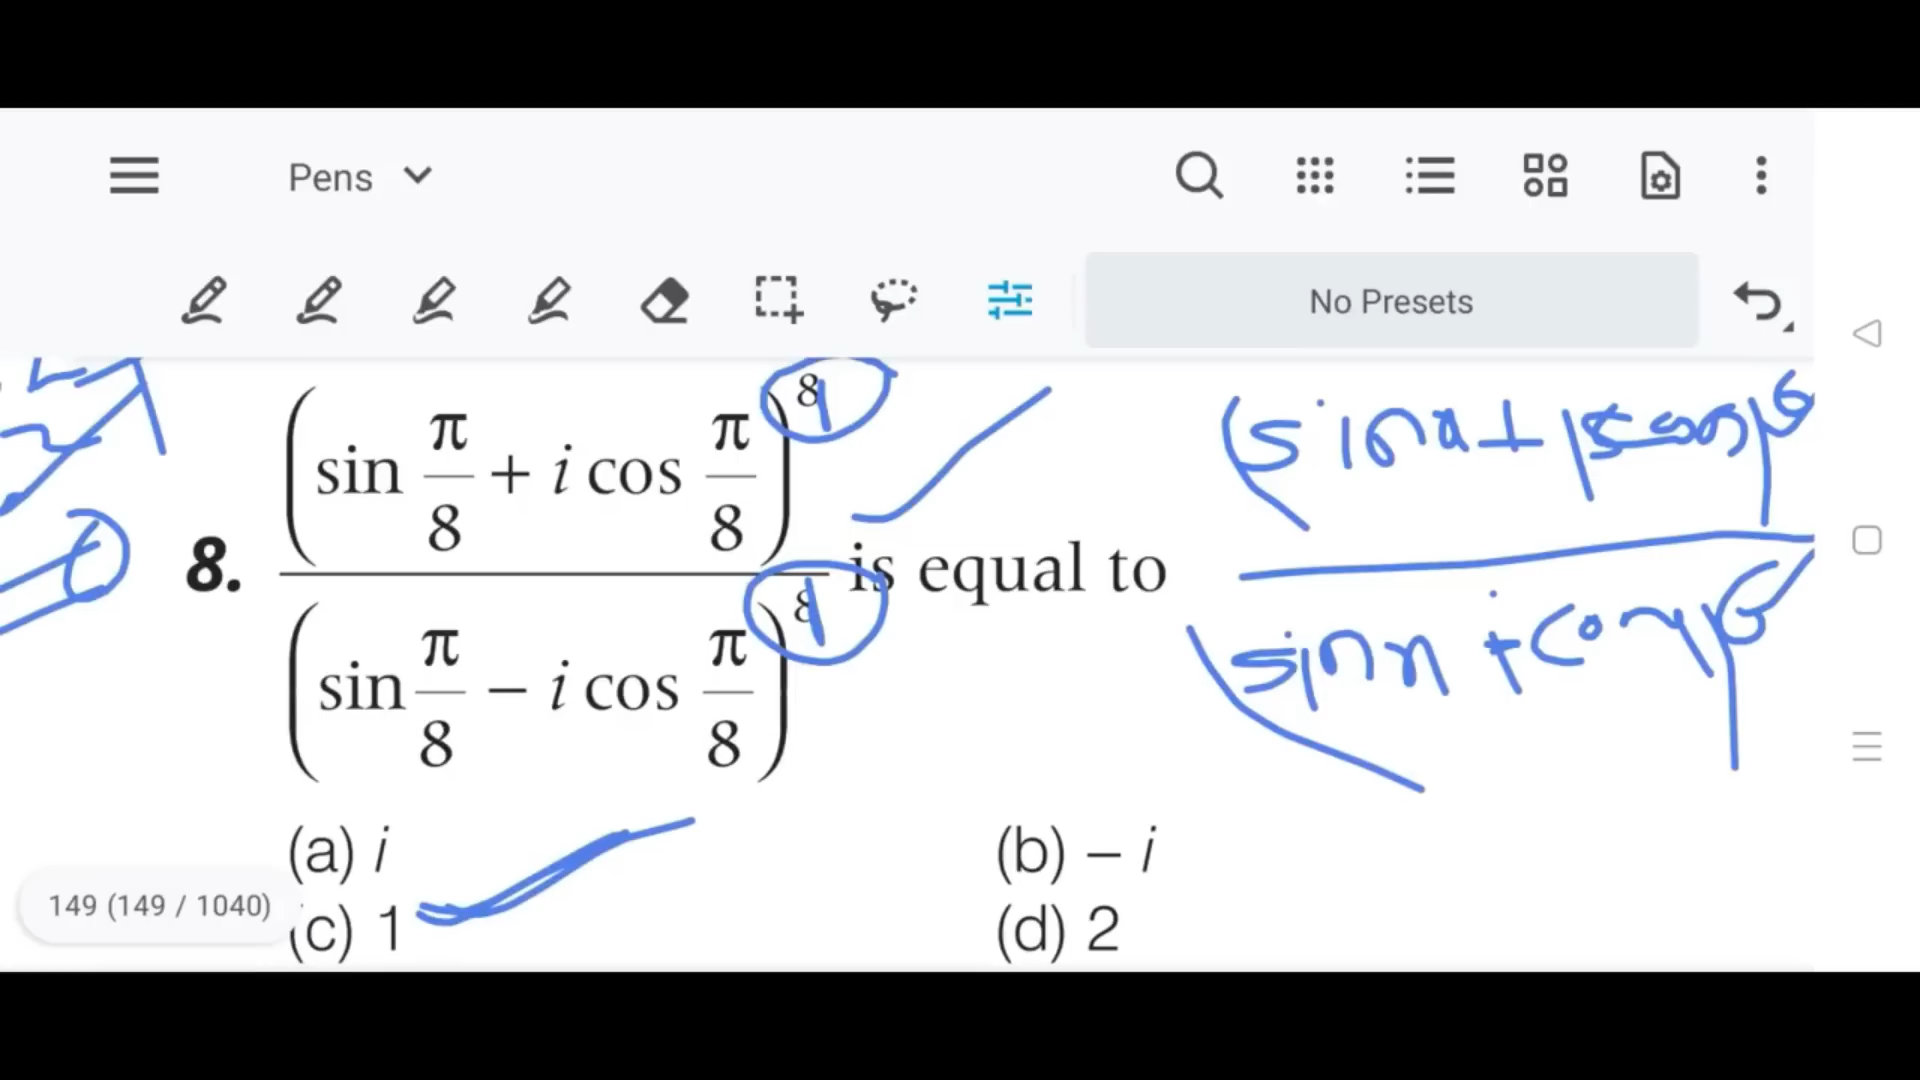 Pens
No Presets
8. (sin π/8 + i cos π/8)^8 / (sin π/8 − i cos π/8)^8 is equal to
(a) i (b) – i
149 (149 / 1040)
(c) 1 (d) 2